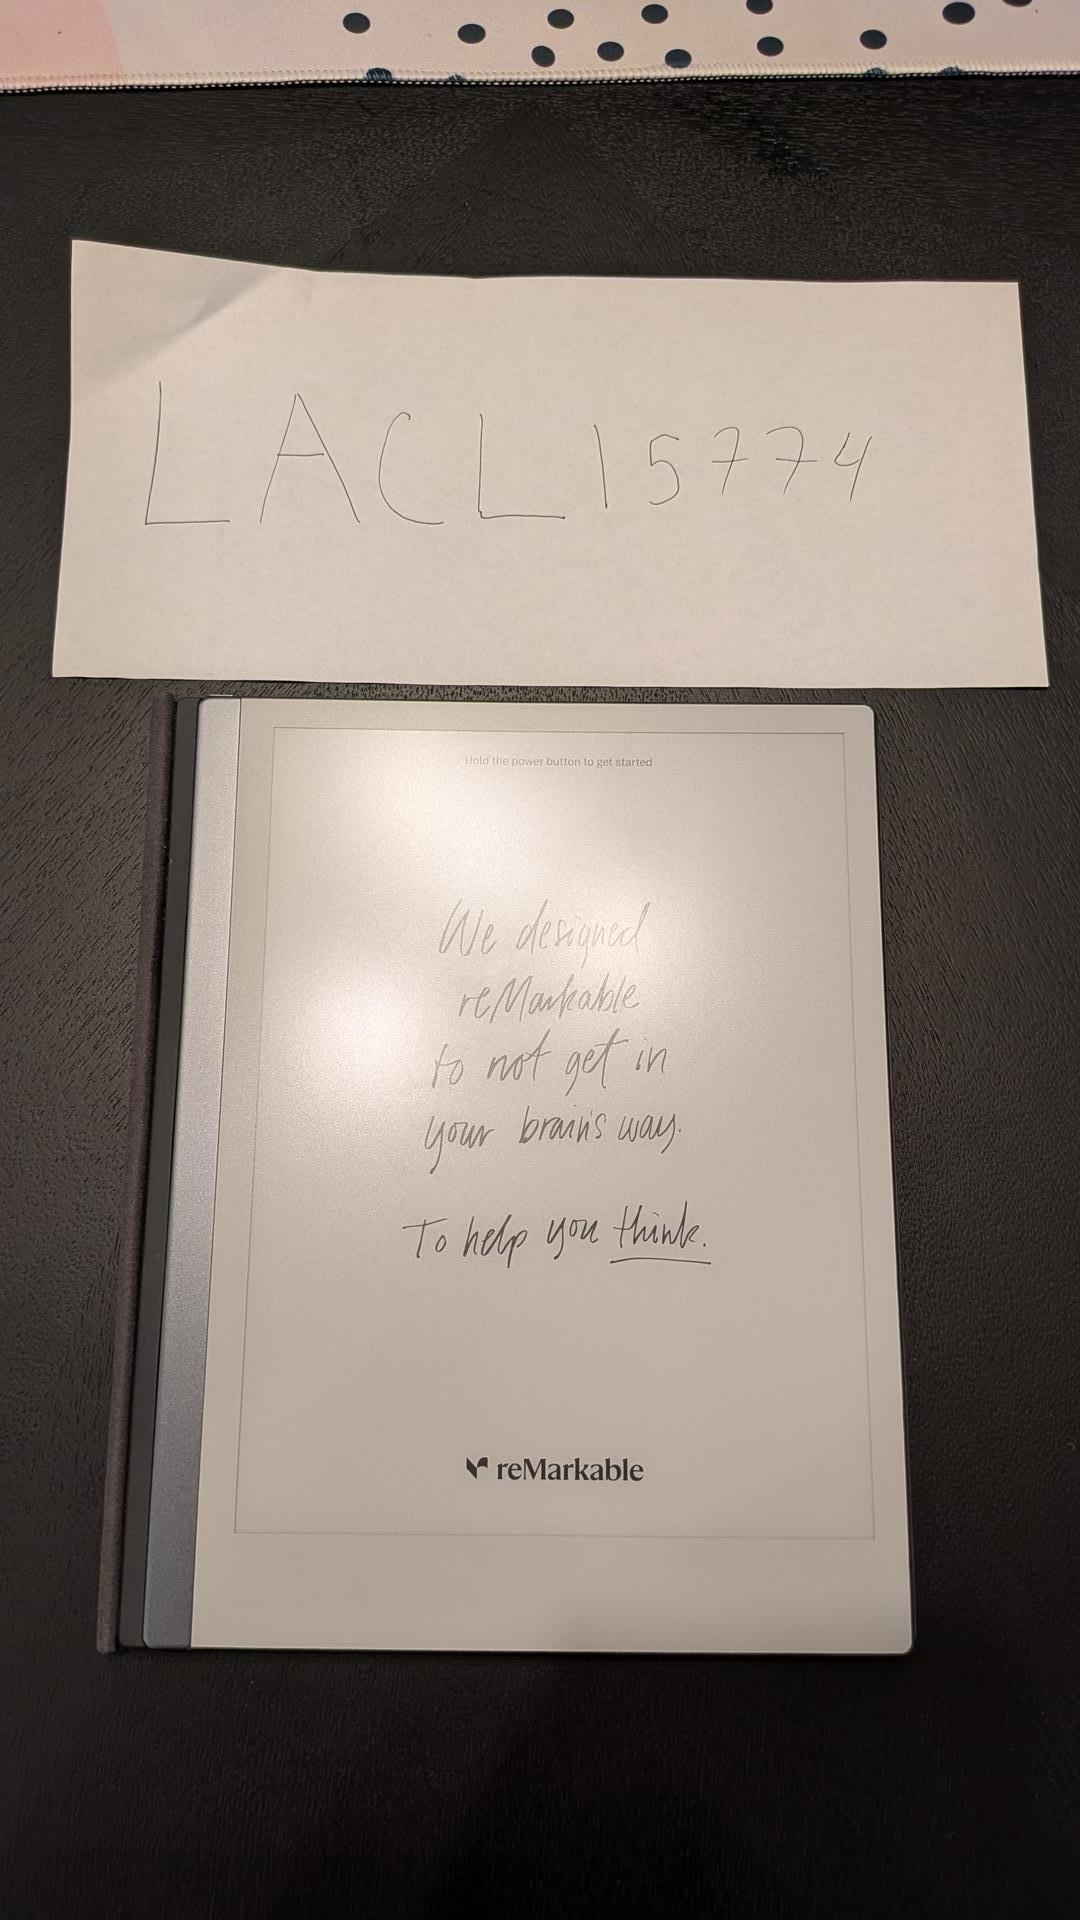 LACL15774
Hold the power button to get started
We designed
reMarkable
to not get in
your brain's way.
To help you think.
reMarkable